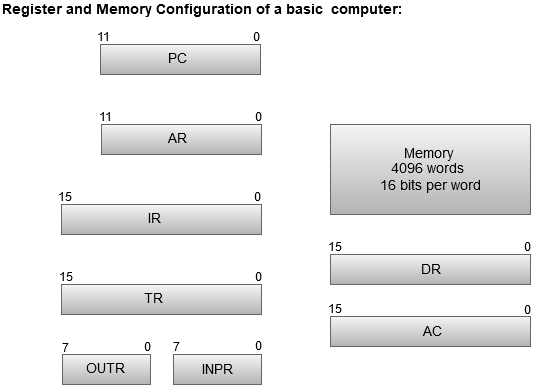 Register and Memory Configuration of a basic  computer:
11 0
PC
11 0
AR
Memory
4096 words
16 bits per word
15 0
IR
15 0
DR
15 0
TR
15 0
AC
7 0
OUTR
7 0
INPR